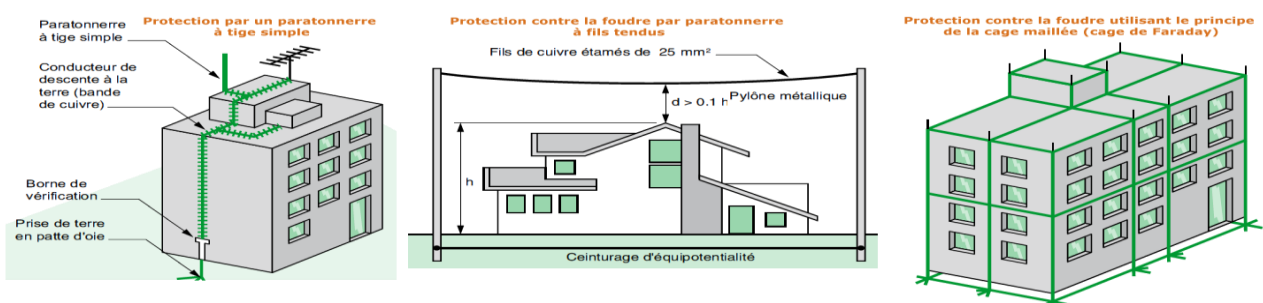 Protection par un paratonnerre
à tige simple
Paratonnerre
à tige simple
Conducteur de
descente à la
terre (bande
de cuivre)
Borne de
vérification
Prise de terre
en patte d'oie
Protection contre la foudre par paratonnerre
à fils tendus
Fils de cuivre étamés de 25 mm²
d > 0.1 h
Pylône métallique
h
Ceinturage d'équipotentialité
Protection contre la foudre utilisant le principe
de la cage maillée (cage de Faraday)